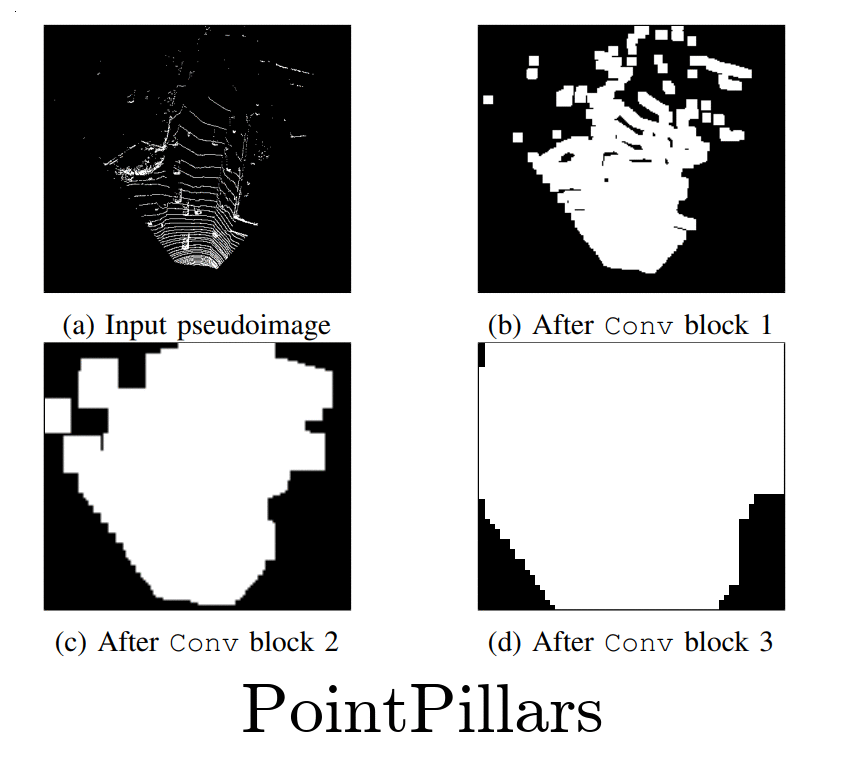 (a) Input pseudoimage
(b) After Conv block 1
(c) After Conv block 2
(d) After Conv block 3
PointPillars